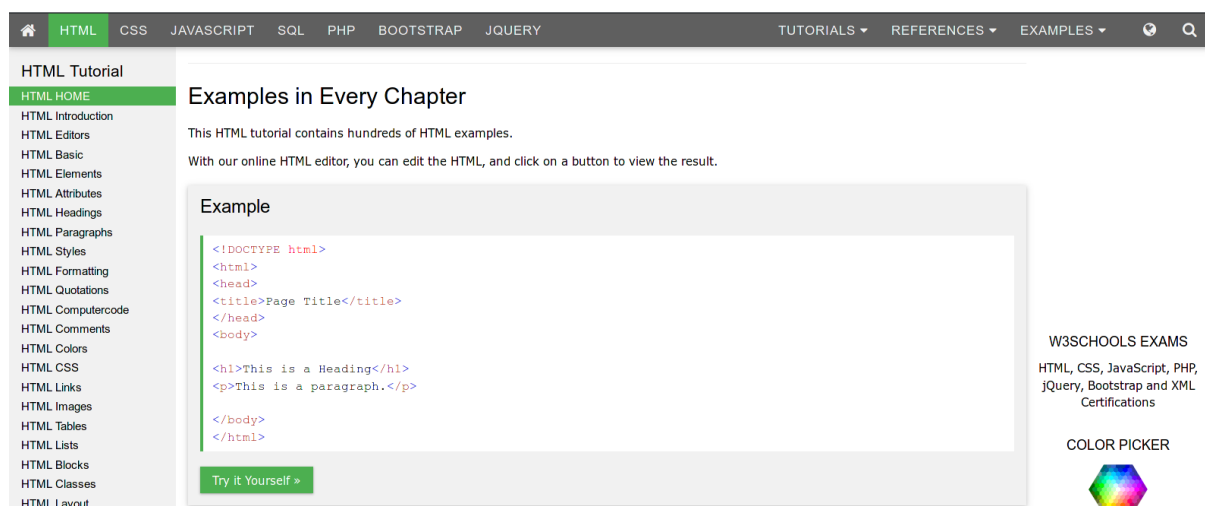 HTML CSS JAVASCRIPT SQL PHP BOOTSTRAP JQUERY TUTORIALS REFERENCES EXAMPLES
HTML Tutorial
HTML HOME
HTML Introduction
HTML Editors
HTML Basic
HTML Elements
HTML Attributes
HTML Headings
HTML Paragraphs
HTML Styles
HTML Formatting
HTML Quotations
HTML Computercode
HTML Comments
HTML Colors
HTML CSS
HTML Links
HTML Images
HTML Tables
HTML Lists
HTML Blocks
HTML Classes
HTML Layout
Examples in Every Chapter
This HTML tutorial contains hundreds of HTML examples.
With our online HTML editor, you can edit the HTML, and click on a button to view the result.
Example
<!DOCTYPE html>
<html>
<head>
<title>Page Title</title>
</head>
<body>
<h1>This is a Heading</h1>
<p>This is a paragraph.</p>
</body>
</html>
Try it Yourself »
W3SCHOOLS EXAMS
HTML, CSS, JavaScript, PHP,
jQuery, Bootstrap and XML
Certifications
COLOR PICKER